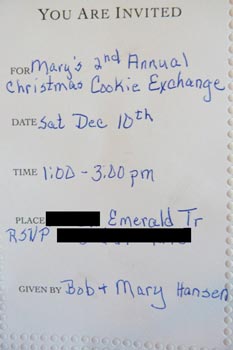 YOU ARE INVITED
FOR Mary's 2nd Annual
Christmas Cookie Exchange
DATE Sat Dec 10th
TIME 1:00 - 3:00 pm
PLACE Emerald Tr
RSVP
GIVEN BY Bob + Mary Hansen